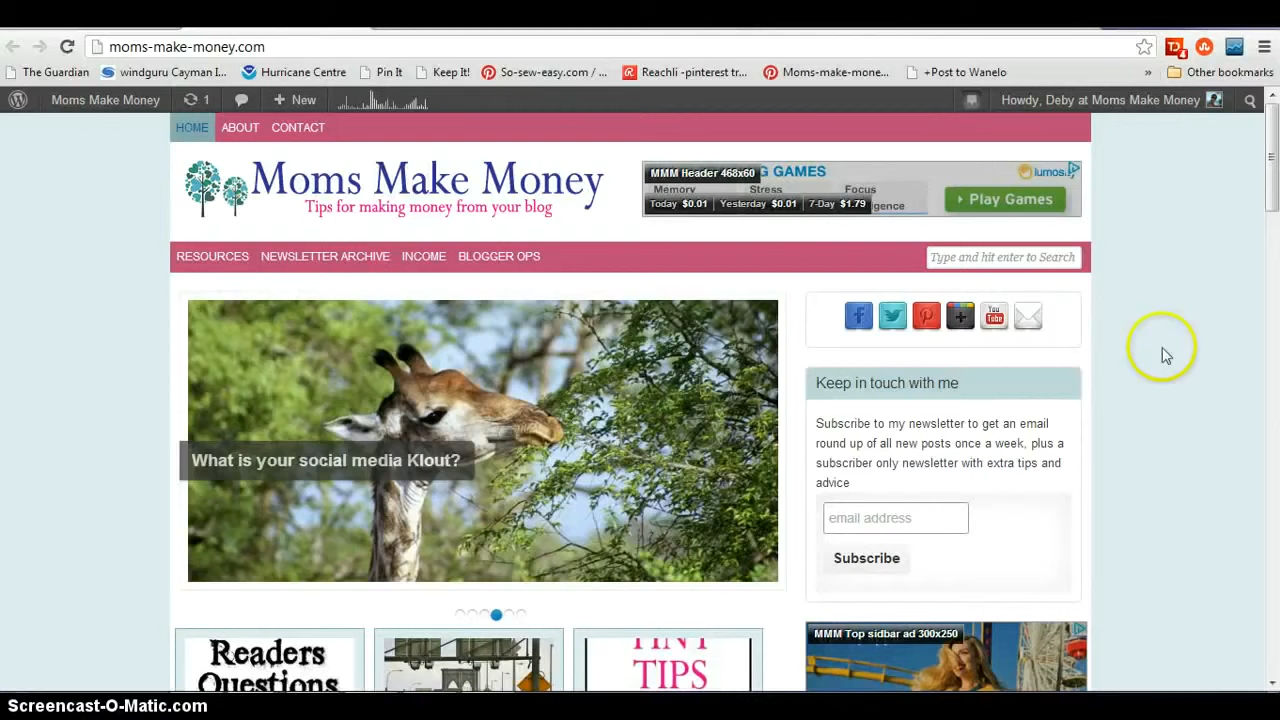 moms-make-money.com
The Guardian windguru Cayman I... Hurricane Centre Pin It Keep It! So-sew-easy.com / ... Reachli -pinterest tr... Moms-make-mone... +Post to Wanelo » Other bookmarks
Moms Make Money 1 + New Howdy, Deby at Moms Make Money
HOME ABOUT CONTACT
Moms Make Money
Tips for making money from your blog
MMM Header 468x60 G GAMES lumos
Memory Stress Focus
Today $0.01 Yesterday $0.01 7-Day $1.79 lligence
Play Games
RESOURCES NEWSLETTER ARCHIVE INCOME BLOGGER OPS Type and hit enter to Search
You Tube
Keep in touch with me
Subscribe to my newsletter to get an email
round up of all new posts once a week, plus a
subscriber only newsletter with extra tips and
advice
email address
Subscribe
What is your social media Klout?
Readers
Questions
TINY
TIPS
MMM Top sidbar ad 300x250
Screencast-O-Matic.com